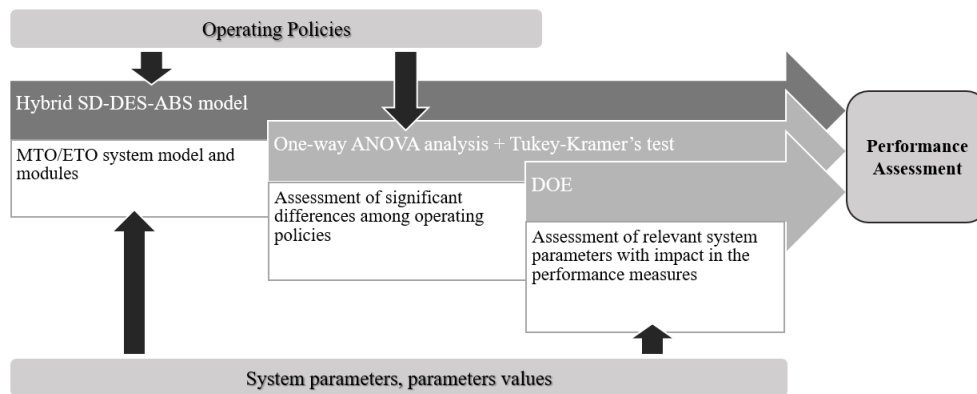 Operating Policies
Hybrid SD-DES-ABS model
MTO/ETO system model and
modules
One-way ANOVA analysis + Tukey-Kramer's test
Assessment of significant
differences among operating
policies
DOE
Assessment of relevant system
parameters with impact in the
performance measures
Performance
Assessment
System parameters, parameters values